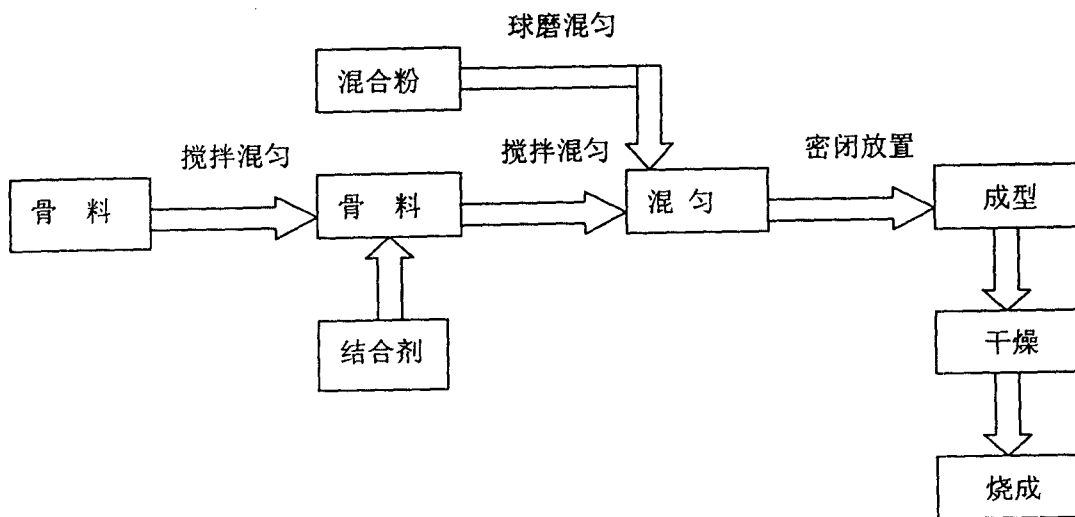 球磨混匀
混合粉
搅拌混匀
搅拌混匀
密闭放置
骨 料
骨 料
混 匀
成型
结合剂
干燥
烧成